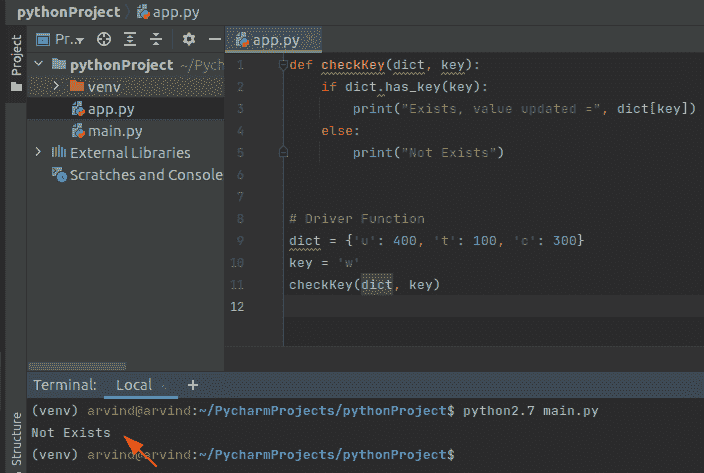 pythonProject > app.py
Project
Pr..
app.py
pythonProject ~/Pych
venv
app.py
main.py
External Libraries
Scratches and Console
1 def checkKey(dict, key):
2 if dict.has_key(key):
3 print("Exists, value updated =", dict[key])
4 else:
5 print("Not Exists")
6
7
8 # Driver Function
9 dict = {'u': 400, 't': 100, 'c': 300}
10 key = 'w'
11 checkKey(dict, key)
12
Terminal: Local × +
(venv) arvind@arvind:~/PycharmProjects/pythonProject$ python2.7 main.py
Not Exists
(venv) arvind@arvind:~/PycharmProjects/pythonProject$
Structure